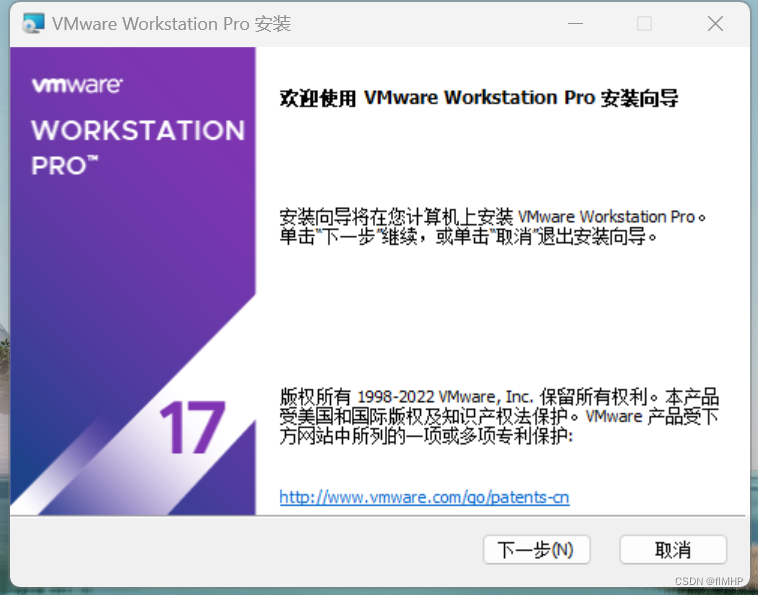 VMware Workstation Pro 安装
vmware
WORKSTATION
PRO™
17
欢迎使用 VMware Workstation Pro 安装向导
安装向导将在您计算机上安装 VMware Workstation Pro。
单击“下一步”继续，或单击“取消”退出安装向导。
版权所有 1998-2022 VMware, Inc. 保留所有权利。本产品
受美国和国际版权及知识产权法保护。VMware 产品受下
方网站中所列的一项或多项专利保护:
http://www.vmware.com/go/patents-cn
下一步(N)
取消
CSDN @flMHP